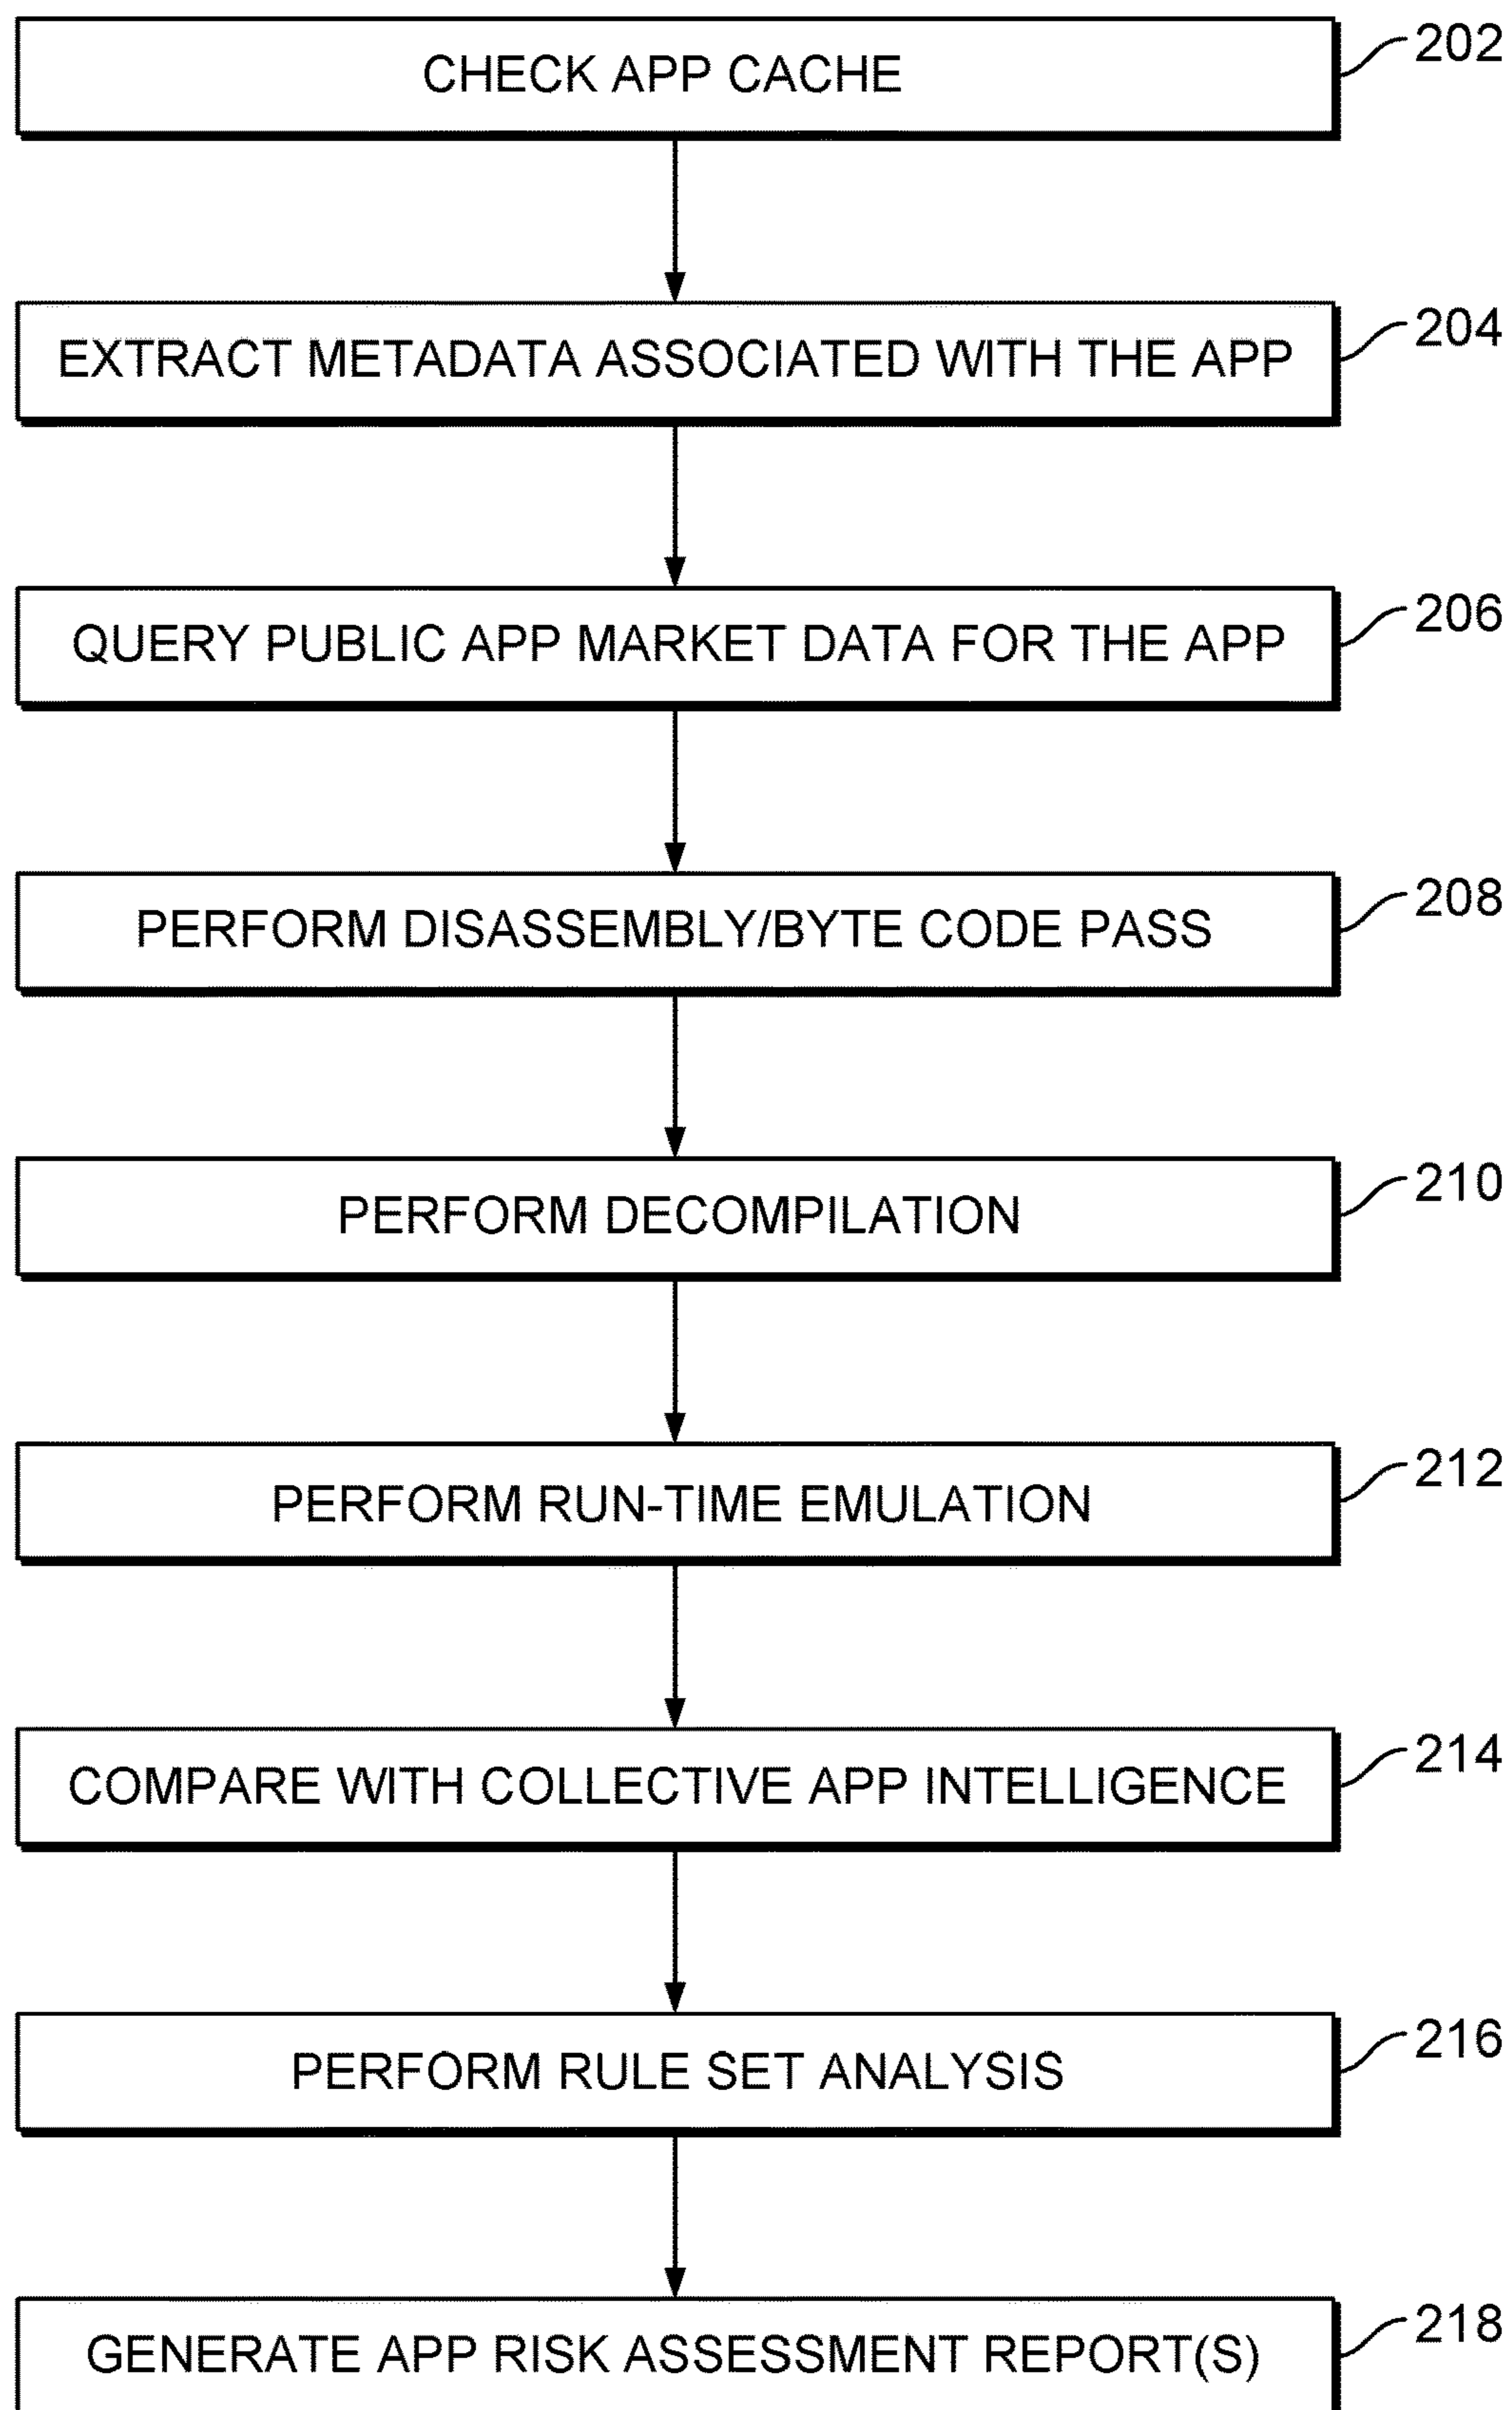 CHECK APP CACHE
202
EXTRACT METADATA ASSOCIATED WITH THE APP
204
QUERY PUBLIC APP MARKET DATA FOR THE APP
206
PERFORM DISASSEMBLY/BYTE CODE PASS
208
PERFORM DECOMPILATION
210
PERFORM RUN-TIME EMULATION
212
COMPARE WITH COLLECTIVE APP INTELLIGENCE
214
PERFORM RULE SET ANALYSIS
216
GENERATE APP RISK ASSESSMENT REPORT(S)
218